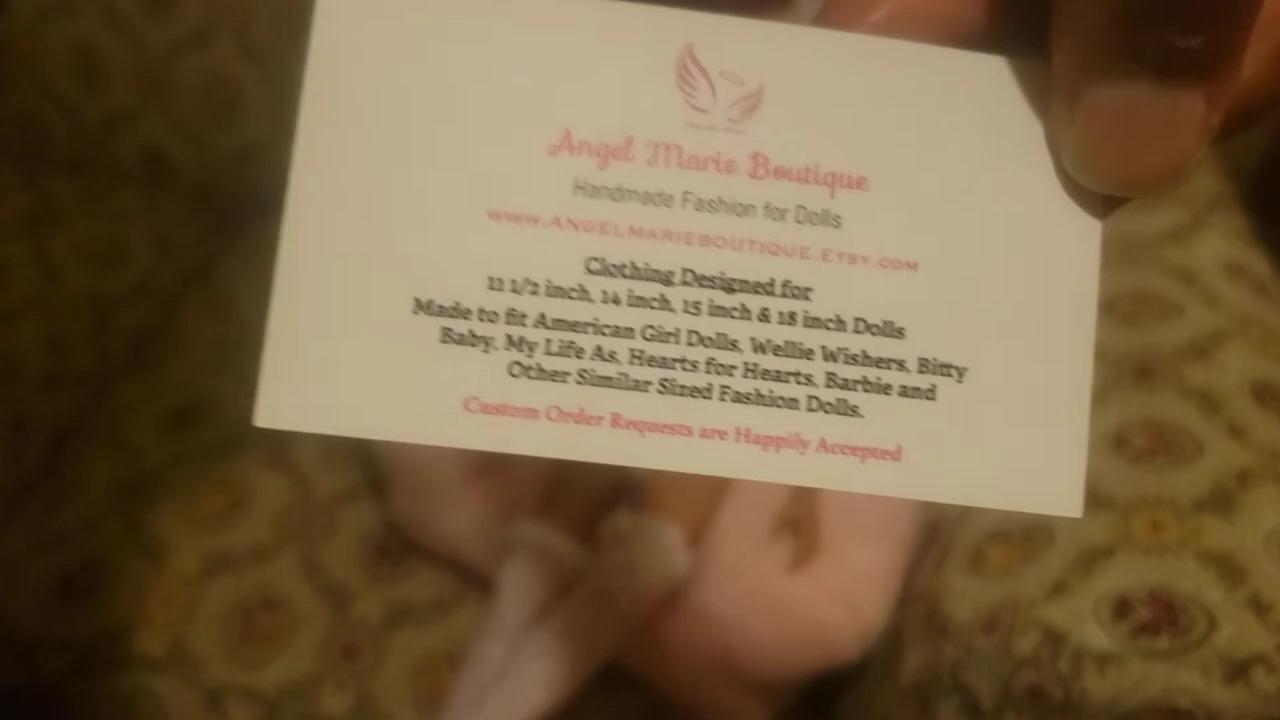 Angel Marie Boutique
Handmade Fashion for Dolls
www.ANGELMARIEBOUTIQUE.ETSY.COM
Clothing Designed for
11 1/2 inch, 14 inch, 15 inch & 18 inch Dolls
Made to fit American Girl Dolls, Wellie Wishers, Bitty
Baby, My Life As, Hearts for Hearts, Barbie and
Other Similar Sized Fashion Dolls.
Custom Order Requests are Happily Accepted